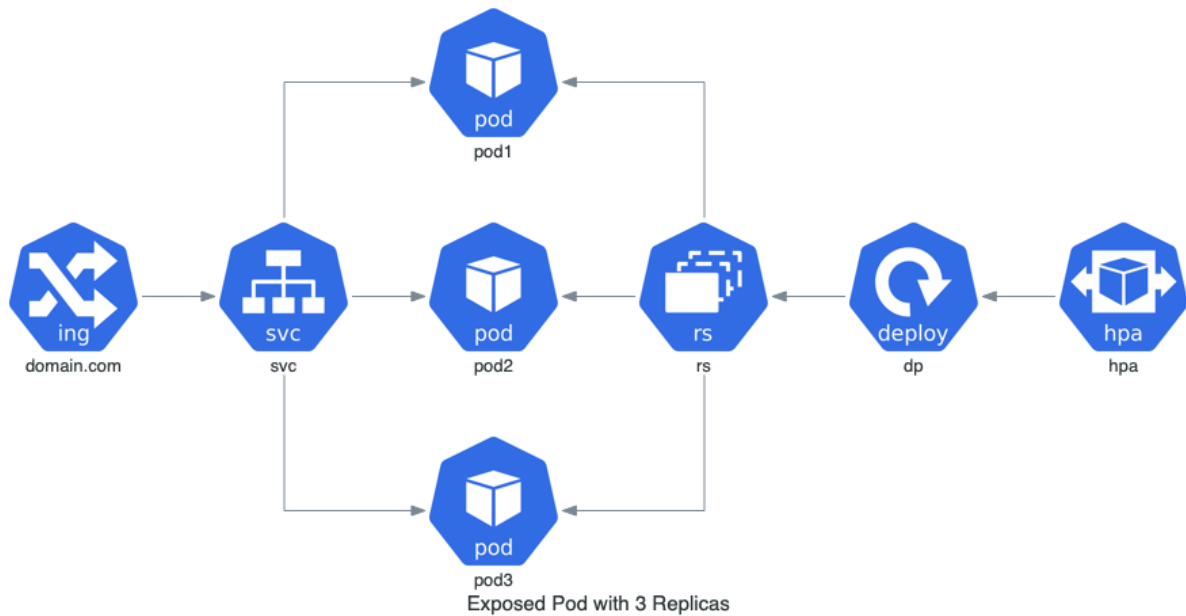 pod
pod1
ing
domain.com
svc
svc
pod
pod2
rs
rs
deploy
dp
hpa
hpa
pod
pod3
Exposed Pod with 3 Replicas